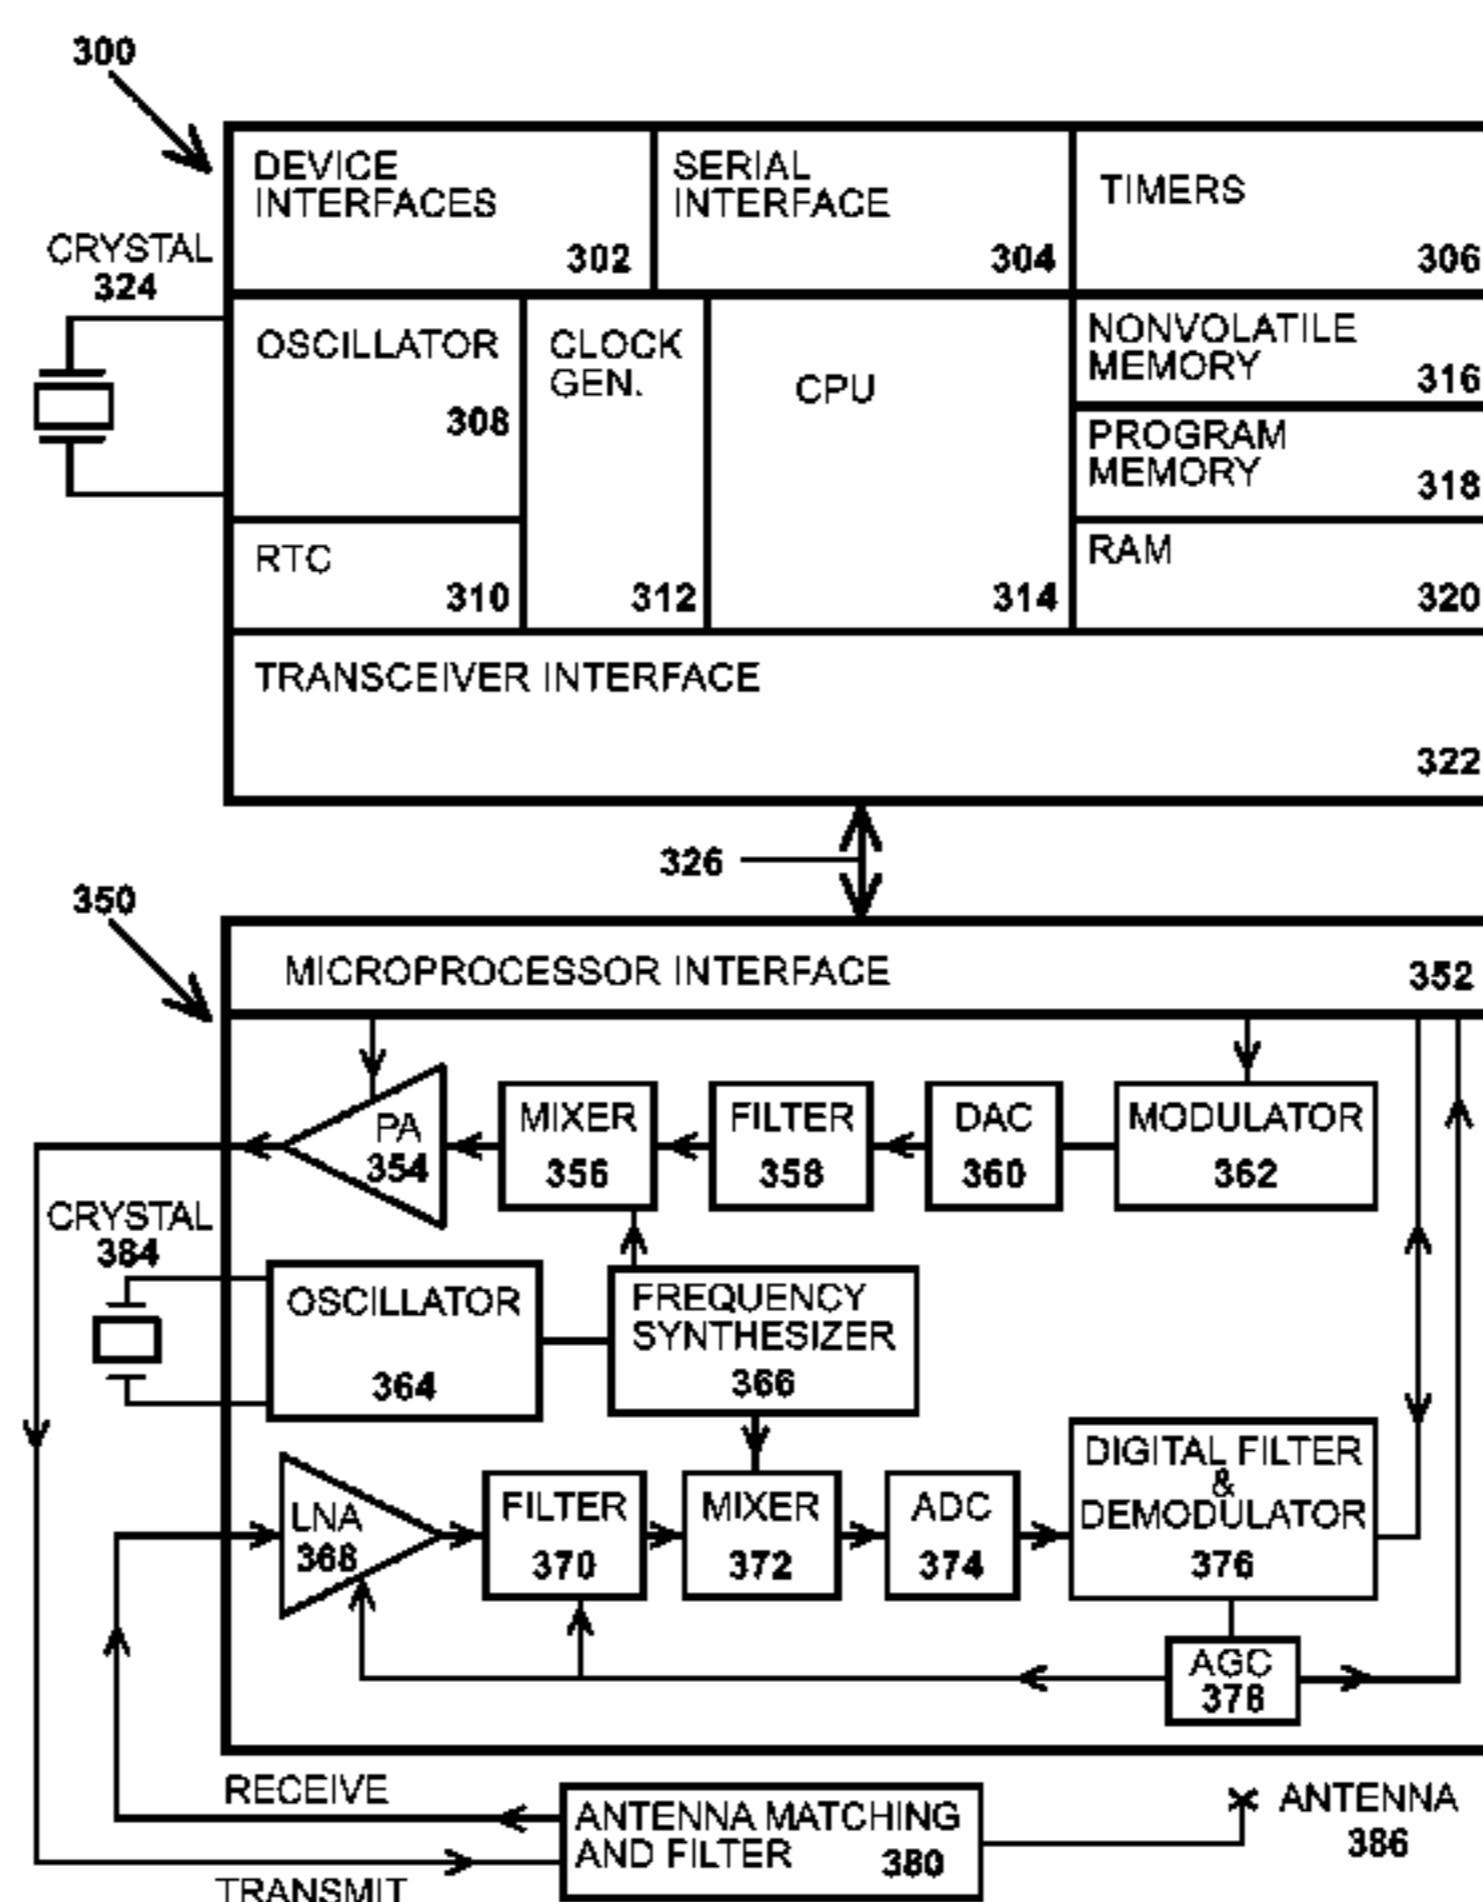 300
DEVICE
INTERFACES
302
SERIAL
INTERFACE
304
TIMERS
306
CRYSTAL
324
OSCILLATOR
308
CLOCK
GEN.
312
CPU
314
NONVOLATILE
MEMORY
316
PROGRAM
MEMORY
318
RTC
310
RAM
320
TRANSCEIVER INTERFACE
322
326
350
MICROPROCESSOR INTERFACE
352
PA
354
MIXER
356
FILTER
358
DAC
360
MODULATOR
362
CRYSTAL
384
OSCILLATOR
364
FREQUENCY
SYNTHESIZER
366
LNA
368
FILTER
370
MIXER
372
ADC
374
DIGITAL FILTER
&
DEMODULATOR
376
AGC
378
RECEIVE
ANTENNA MATCHING
AND FILTER 380
ANTENNA
386
TRANSMIT